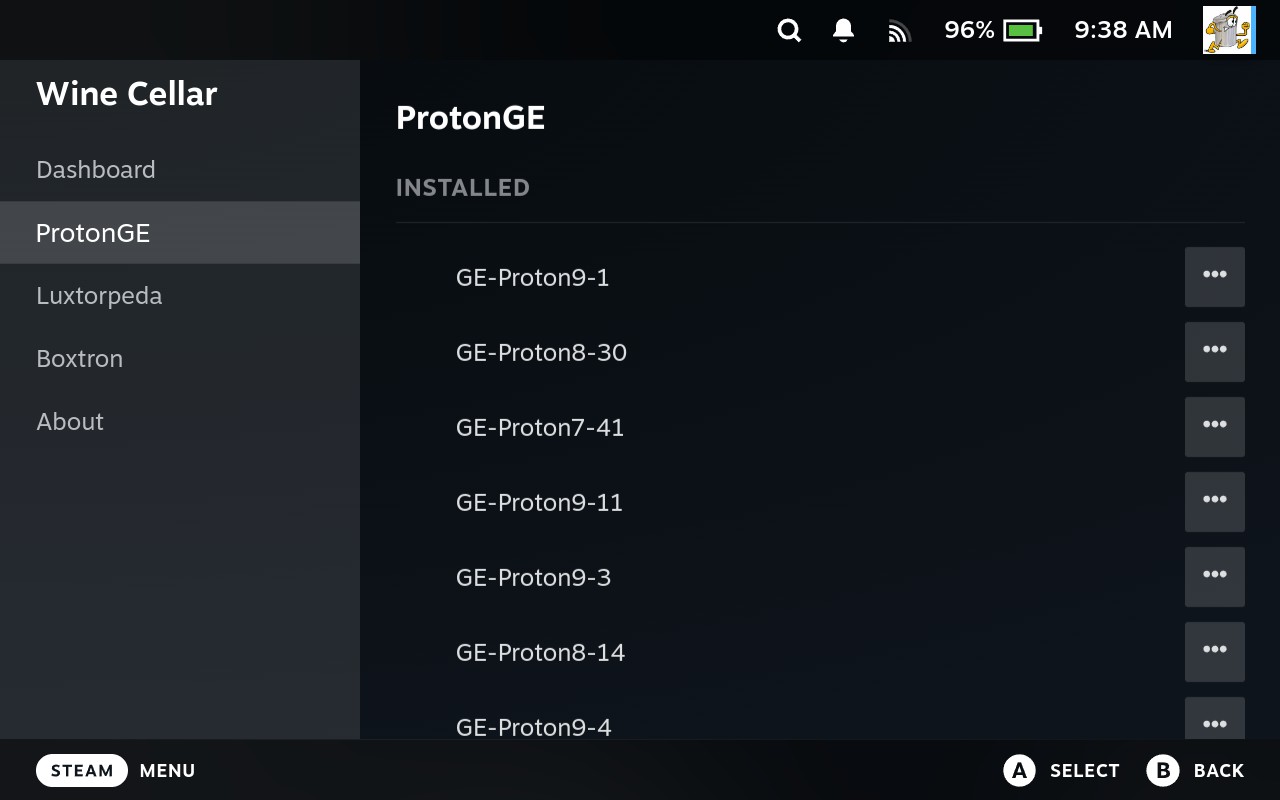 96% 9:38 AM
Wine Cellar
Dashboard
ProtonGE
Luxtorpeda
Boxtron
About
ProtonGE
INSTALLED
GE-Proton9-1
GE-Proton8-30
GE-Proton7-41
GE-Proton9-11
GE-Proton9-3
GE-Proton8-14
GE-Proton9-4
STEAM MENU
A SELECT B BACK